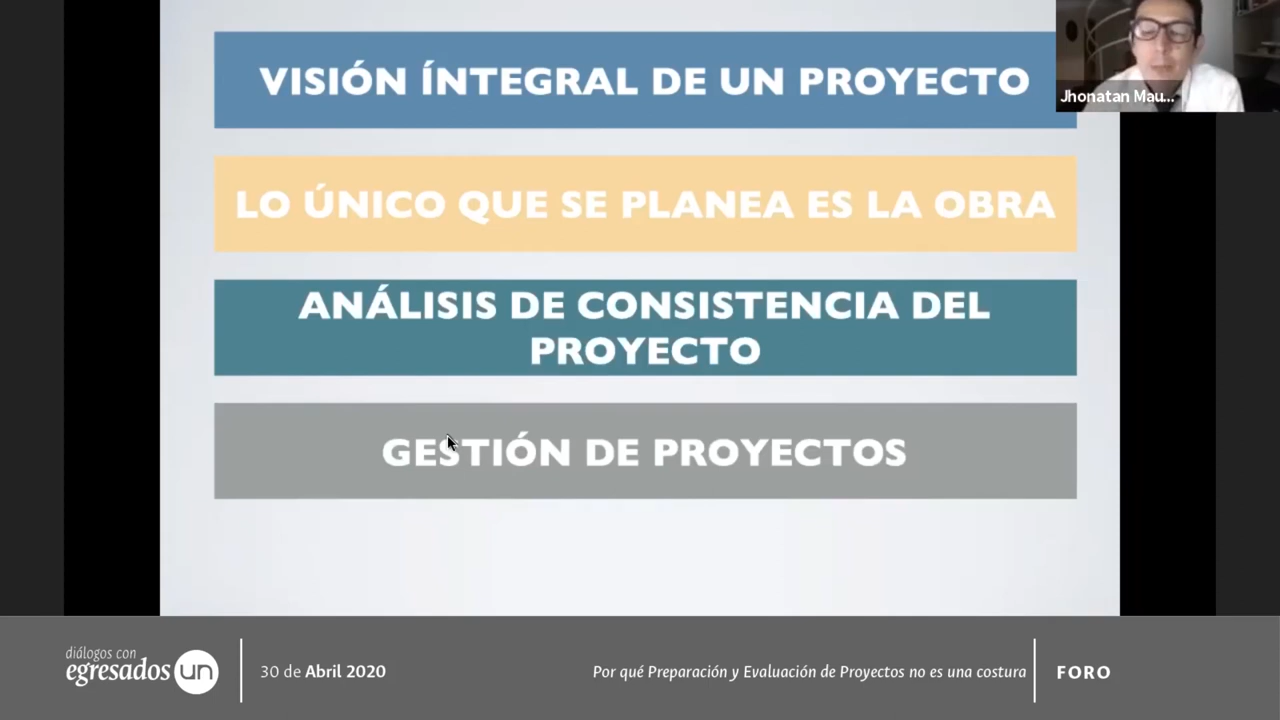 VISIÓN ÍNTEGRAL DE UN PROYECTO
Jhonatan Mau...
LO ÚNICO QUE SE PLANEA ES LA OBRA
ANÁLISIS DE CONSISTENCIA DEL
PROYECTO
GESTIÓN DE PROYECTOS
diálogos con
egresados un
30 de Abril 2020
Por qué Preparación y Evaluación de Proyectos no es una costura
FORO